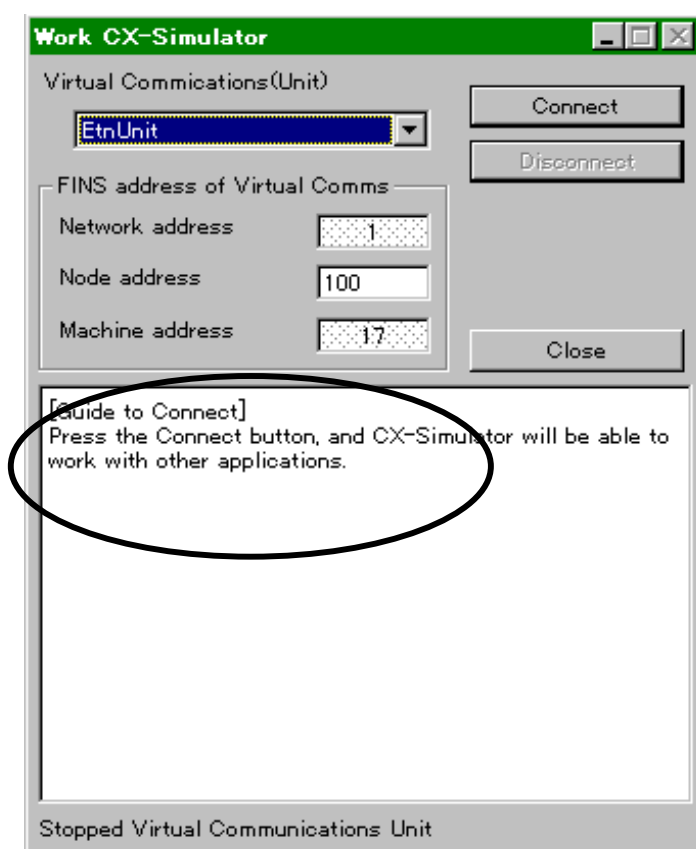 Work CX-Simulator
Virtual Commications(Unit)
EtnUnit
Connect
Disconnect
FINS address of Virtual Comms
Network address
1
Node address
100
Machine address
17
Close
[Guide to Connect]
Press the Connect button, and CX-Simulator will be able to
work with other applications.
Stopped Virtual Communications Unit